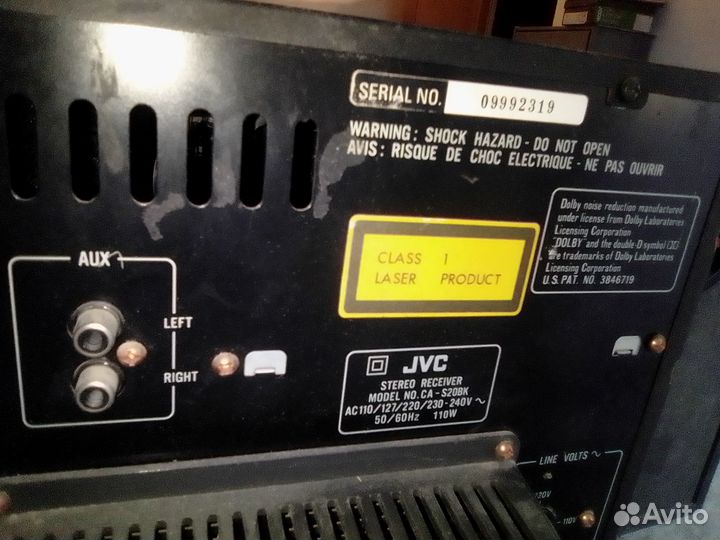 SERIAL NO. 09992319
WARNING: SHOCK HAZARD - DO NOT OPEN
AVIS: RISQUE DE CHOC ELECTRIQUE - NE PAS OUVRIR
Dolby noise reduction manufactured
under license from Dolby Laboratories
Licensing Corporation
"DOLBY" and the double-D symbol
are trademarks of Dolby Laboratories
Licensing Corporation
U.S. PAT. NO. 3846719
CLASS 1
LASER PRODUCT
AUX
LEFT
RIGHT
JVC
STEREO RECEIVER
MODEL NO. CA-S20BK
AC110/127/220/230-240V~
50/60Hz 110W
LINE VOLTS ~
230V
110V
Avito